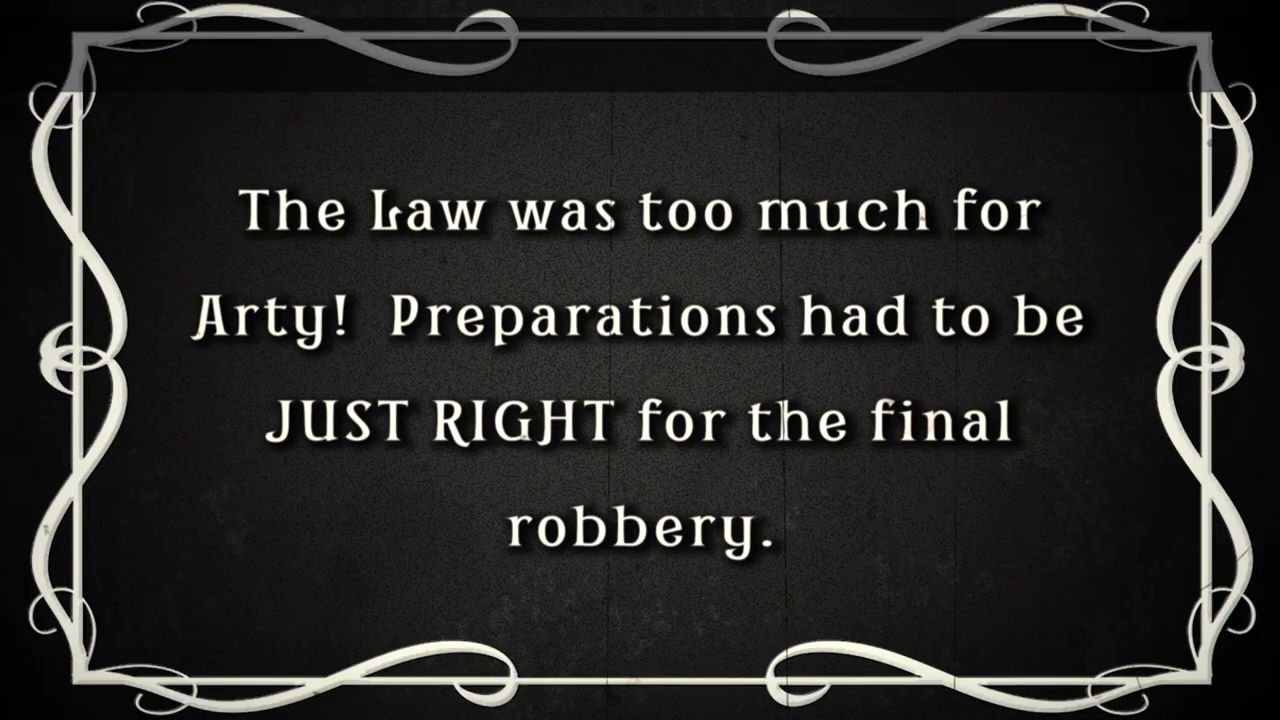 The Law was too much for
Arty!  Preparations had to be
JUST RIGHT for the final
robbery.